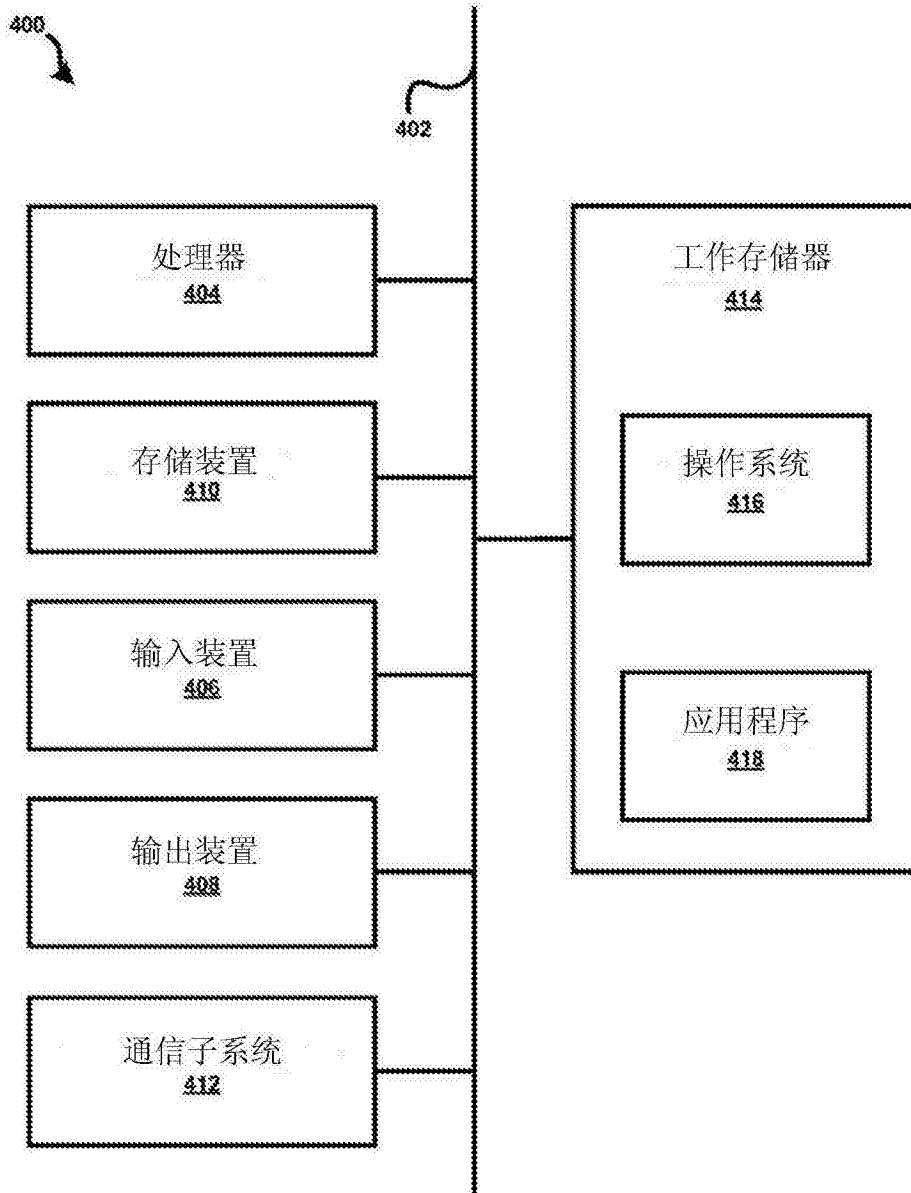 400
402
处理器
404
存储装置
410
输入装置
406
输出装置
408
通信子系统
412
工作存储器
414
操作系统
416
应用程序
418